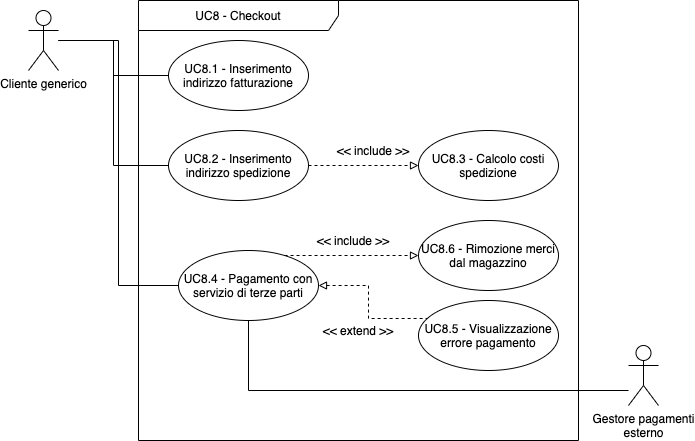 UC8 - Checkout
Cliente generico
UC8.1 - Inserimento
indirizzo fatturazione
UC8.2 - Inserimento
indirizzo spedizione
<< include >>
UC8.3 - Calcolo costi
spedizione
<< include >>
UC8.6 - Rimozione merci
dal magazzino
UC8.4 - Pagamento con
servizio di terze parti
<< extend >>
UC8.5 - Visualizzazione
errore pagamento
Gestore pagamenti
esterno